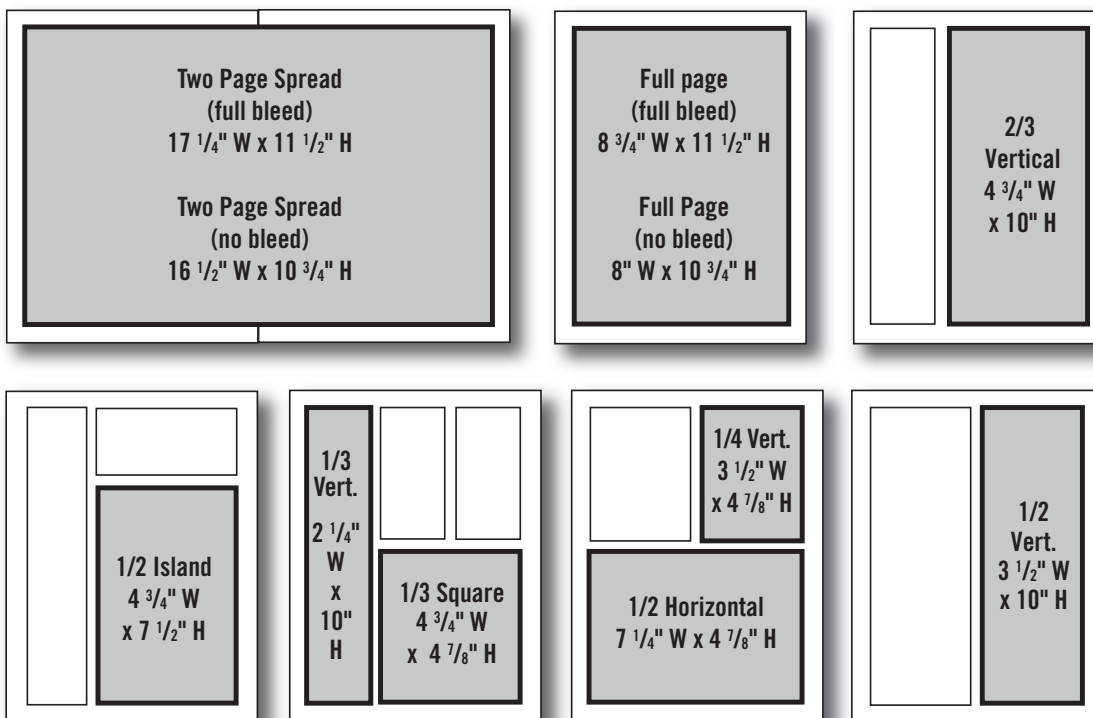 Two Page Spread
(full bleed)
17 1/4" W x 11 1/2" H
Two Page Spread
(no bleed)
16 1/2" W x 10 3/4" H
Full page
(full bleed)
8 3/4" W x 11 1/2" H
Full Page
(no bleed)
8" W x 10 3/4" H
2/3
Vertical
4 3/4" W
x 10" H
1/2 Island
4 3/4" W
x 7 1/2" H
1/3
Vert.
2 1/4"
W
x
10"
H
1/3 Square
4 3/4" W
x 4 7/8" H
1/4 Vert.
3 1/2" W
x 4 7/8" H
1/2 Horizontal
7 1/4" W x 4 7/8" H
1/2
Vert.
3 1/2" W
x 10" H